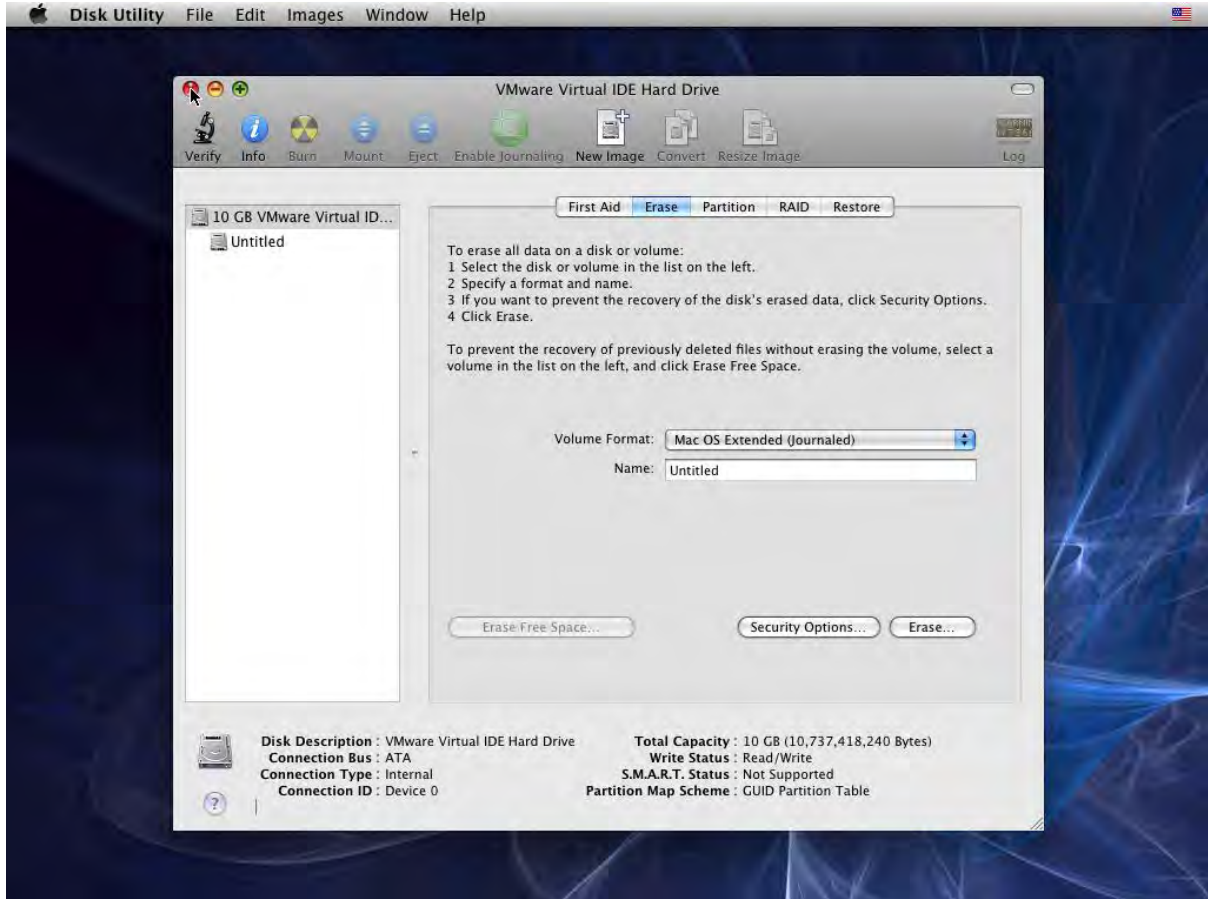 Disk Utility File Edit Images Window Help
VMware Virtual IDE Hard Drive
Verify Info Burn Mount Eject Enable Journaling New Image Convert Resize Image Log
10 GB VMware Virtual ID...
Untitled
First Aid Erase Partition RAID Restore
To erase all data on a disk or volume:
1 Select the disk or volume in the list on the left.
2 Specify a format and name.
3 If you want to prevent the recovery of the disk's erased data, click Security Options.
4 Click Erase.
To prevent the recovery of previously deleted files without erasing the volume, select a
volume in the list on the left, and click Erase Free Space.
Volume Format: Mac OS Extended (Journaled)
Name: Untitled
Erase Free Space... Security Options... Erase...
Disk Description : VMware Virtual IDE Hard Drive Total Capacity : 10 GB (10,737,418,240 Bytes)
Connection Bus : ATA Write Status : Read/Write
Connection Type : Internal S.M.A.R.T. Status : Not Supported
Connection ID : Device 0 Partition Map Scheme : GUID Partition Table